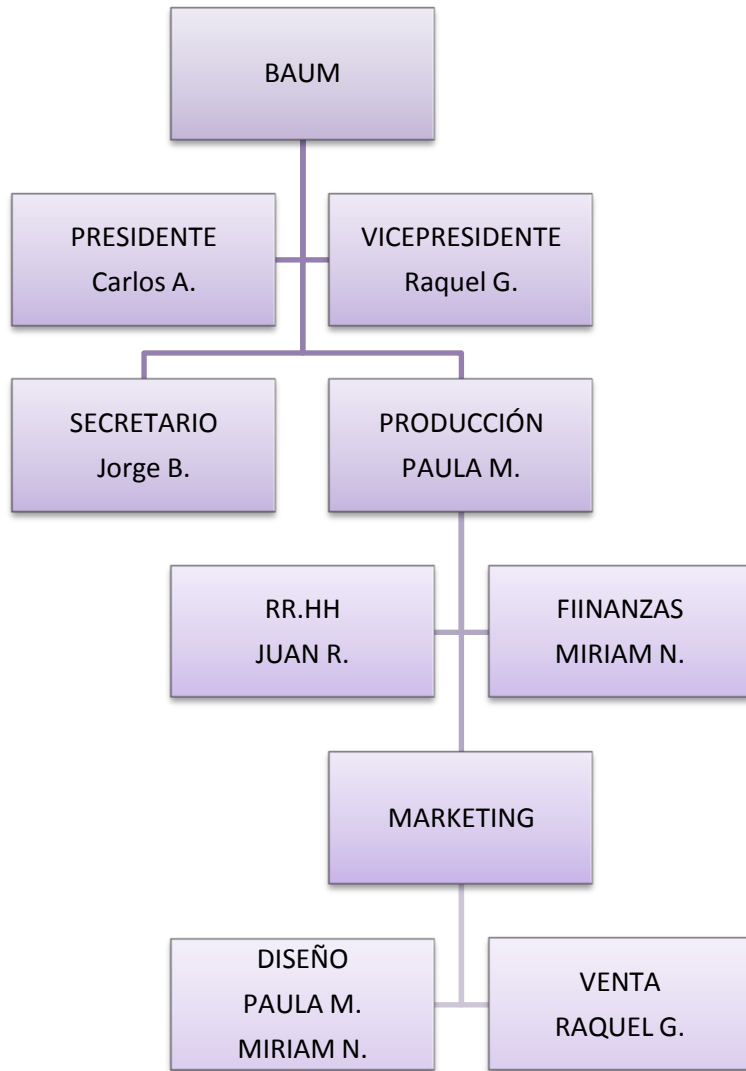 BAUM
PRESIDENTE
Carlos A.
VICEPRESIDENTE
Raquel G.
SECRETARIO
Jorge B.
PRODUCCIÓN
PAULA M.
RR.HH
JUAN R.
FIINANZAS
MIRIAM N.
MARKETING
DISEÑO
PAULA M.
MIRIAM N.
VENTA
RAQUEL G.